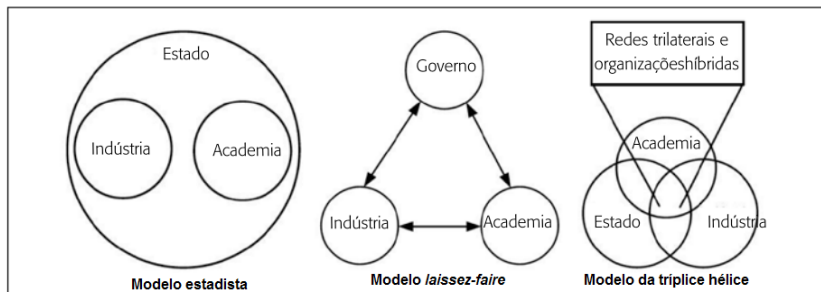 Estado
Indústria
Academia
Modelo estadista
Governo
Indústria
Academia
Modelo laissez-faire
Redes trilaterais e
organizaçõeshíbridas
Academia
Estado
Indústria
Modelo da tríplice hélice